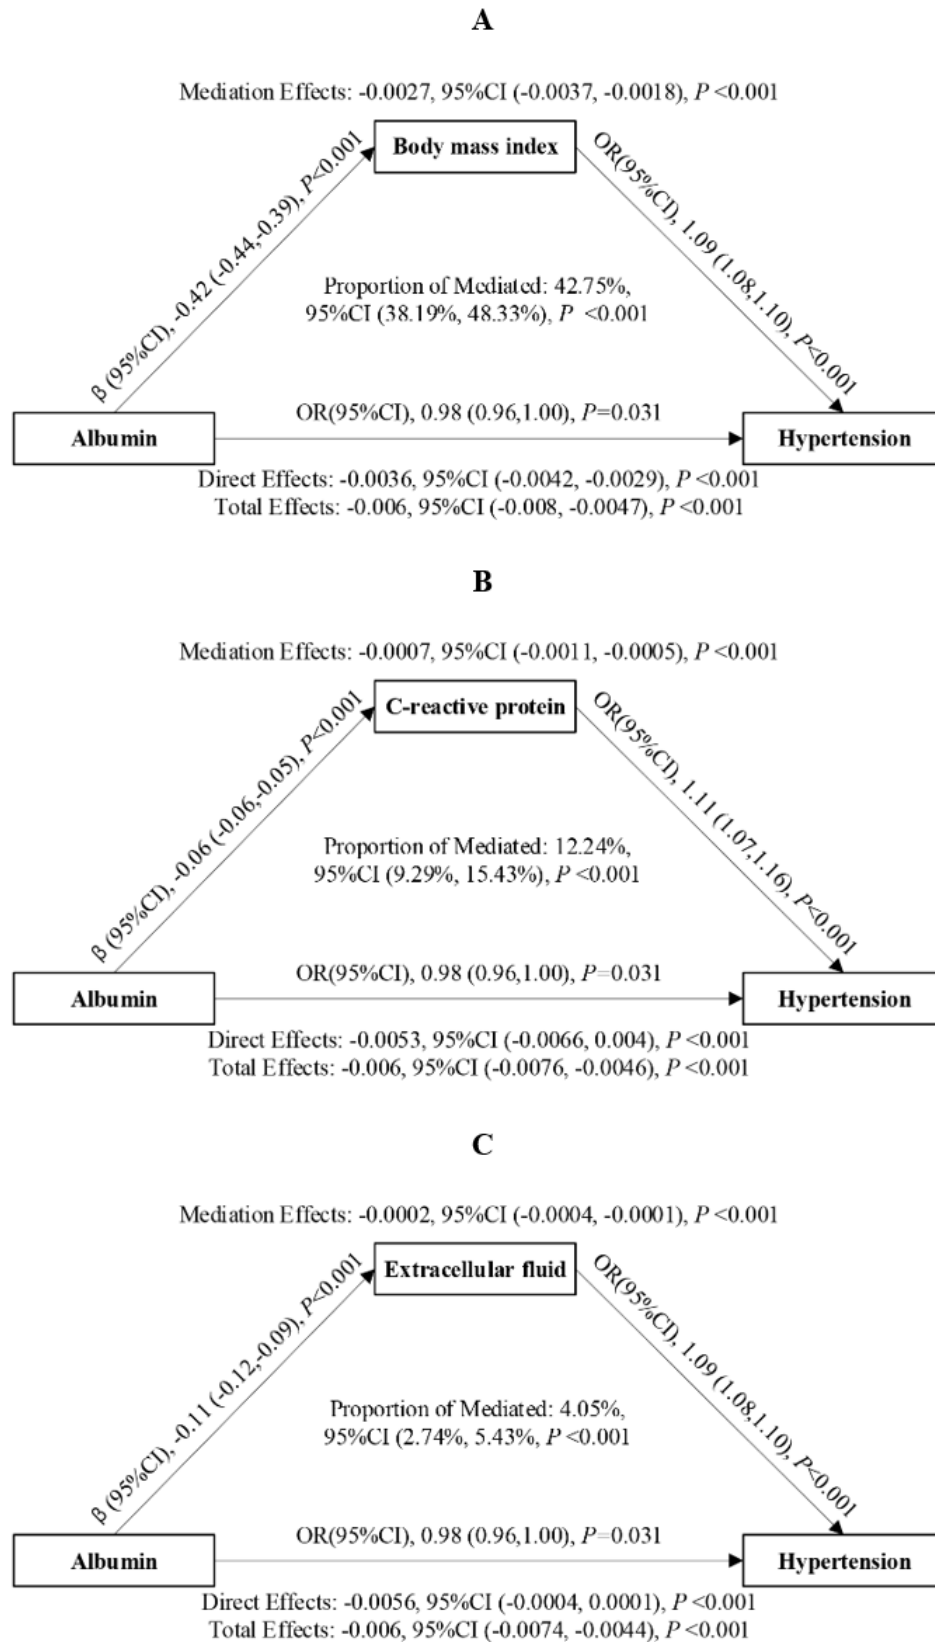 A
Mediation Effects: -0.0027, 95%CI (-0.0037, -0.0018), P <0.001
Body mass index
β (95%CI), -0.42 (-0.44,-0.39), P<0.001
OR(95%CI), 1.09 (1.08,1.10), P<0.001
Proportion of Mediated: 42.75%,
95%CI (38.19%, 48.33%), P <0.001
OR(95%CI), 0.98 (0.96,1.00), P=0.031
Albumin
Hypertension
Direct Effects: -0.0036, 95%CI (-0.0042, -0.0029), P <0.001
Total Effects: -0.006, 95%CI (-0.008, -0.0047), P <0.001
B
Mediation Effects: -0.0007, 95%CI (-0.0011, -0.0005), P <0.001
C-reactive protein
β (95%CI), -0.06 (-0.06,-0.05), P<0.001
OR(95%CI), 1.11 (1.07,1.16), P<0.001
Proportion of Mediated: 12.24%,
95%CI (9.29%, 15.43%), P <0.001
OR(95%CI), 0.98 (0.96,1.00), P=0.031
Albumin
Hypertension
Direct Effects: -0.0053, 95%CI (-0.0066, 0.004), P <0.001
Total Effects: -0.006, 95%CI (-0.0076, -0.0046), P <0.001
C
Mediation Effects: -0.0002, 95%CI (-0.0004, -0.0001), P <0.001
Extracellular fluid
β (95%CI), -0.11 (-0.12,-0.09), P<0.001
OR(95%CI), 1.09 (1.08,1.10), P<0.001
Proportion of Mediated: 4.05%,
95%CI (2.74%, 5.43%, P <0.001
OR(95%CI), 0.98 (0.96,1.00), P=0.031
Albumin
Hypertension
Direct Effects: -0.0056, 95%CI (-0.0004, 0.0001), P <0.001
Total Effects: -0.006, 95%CI (-0.0074, -0.0044), P <0.001